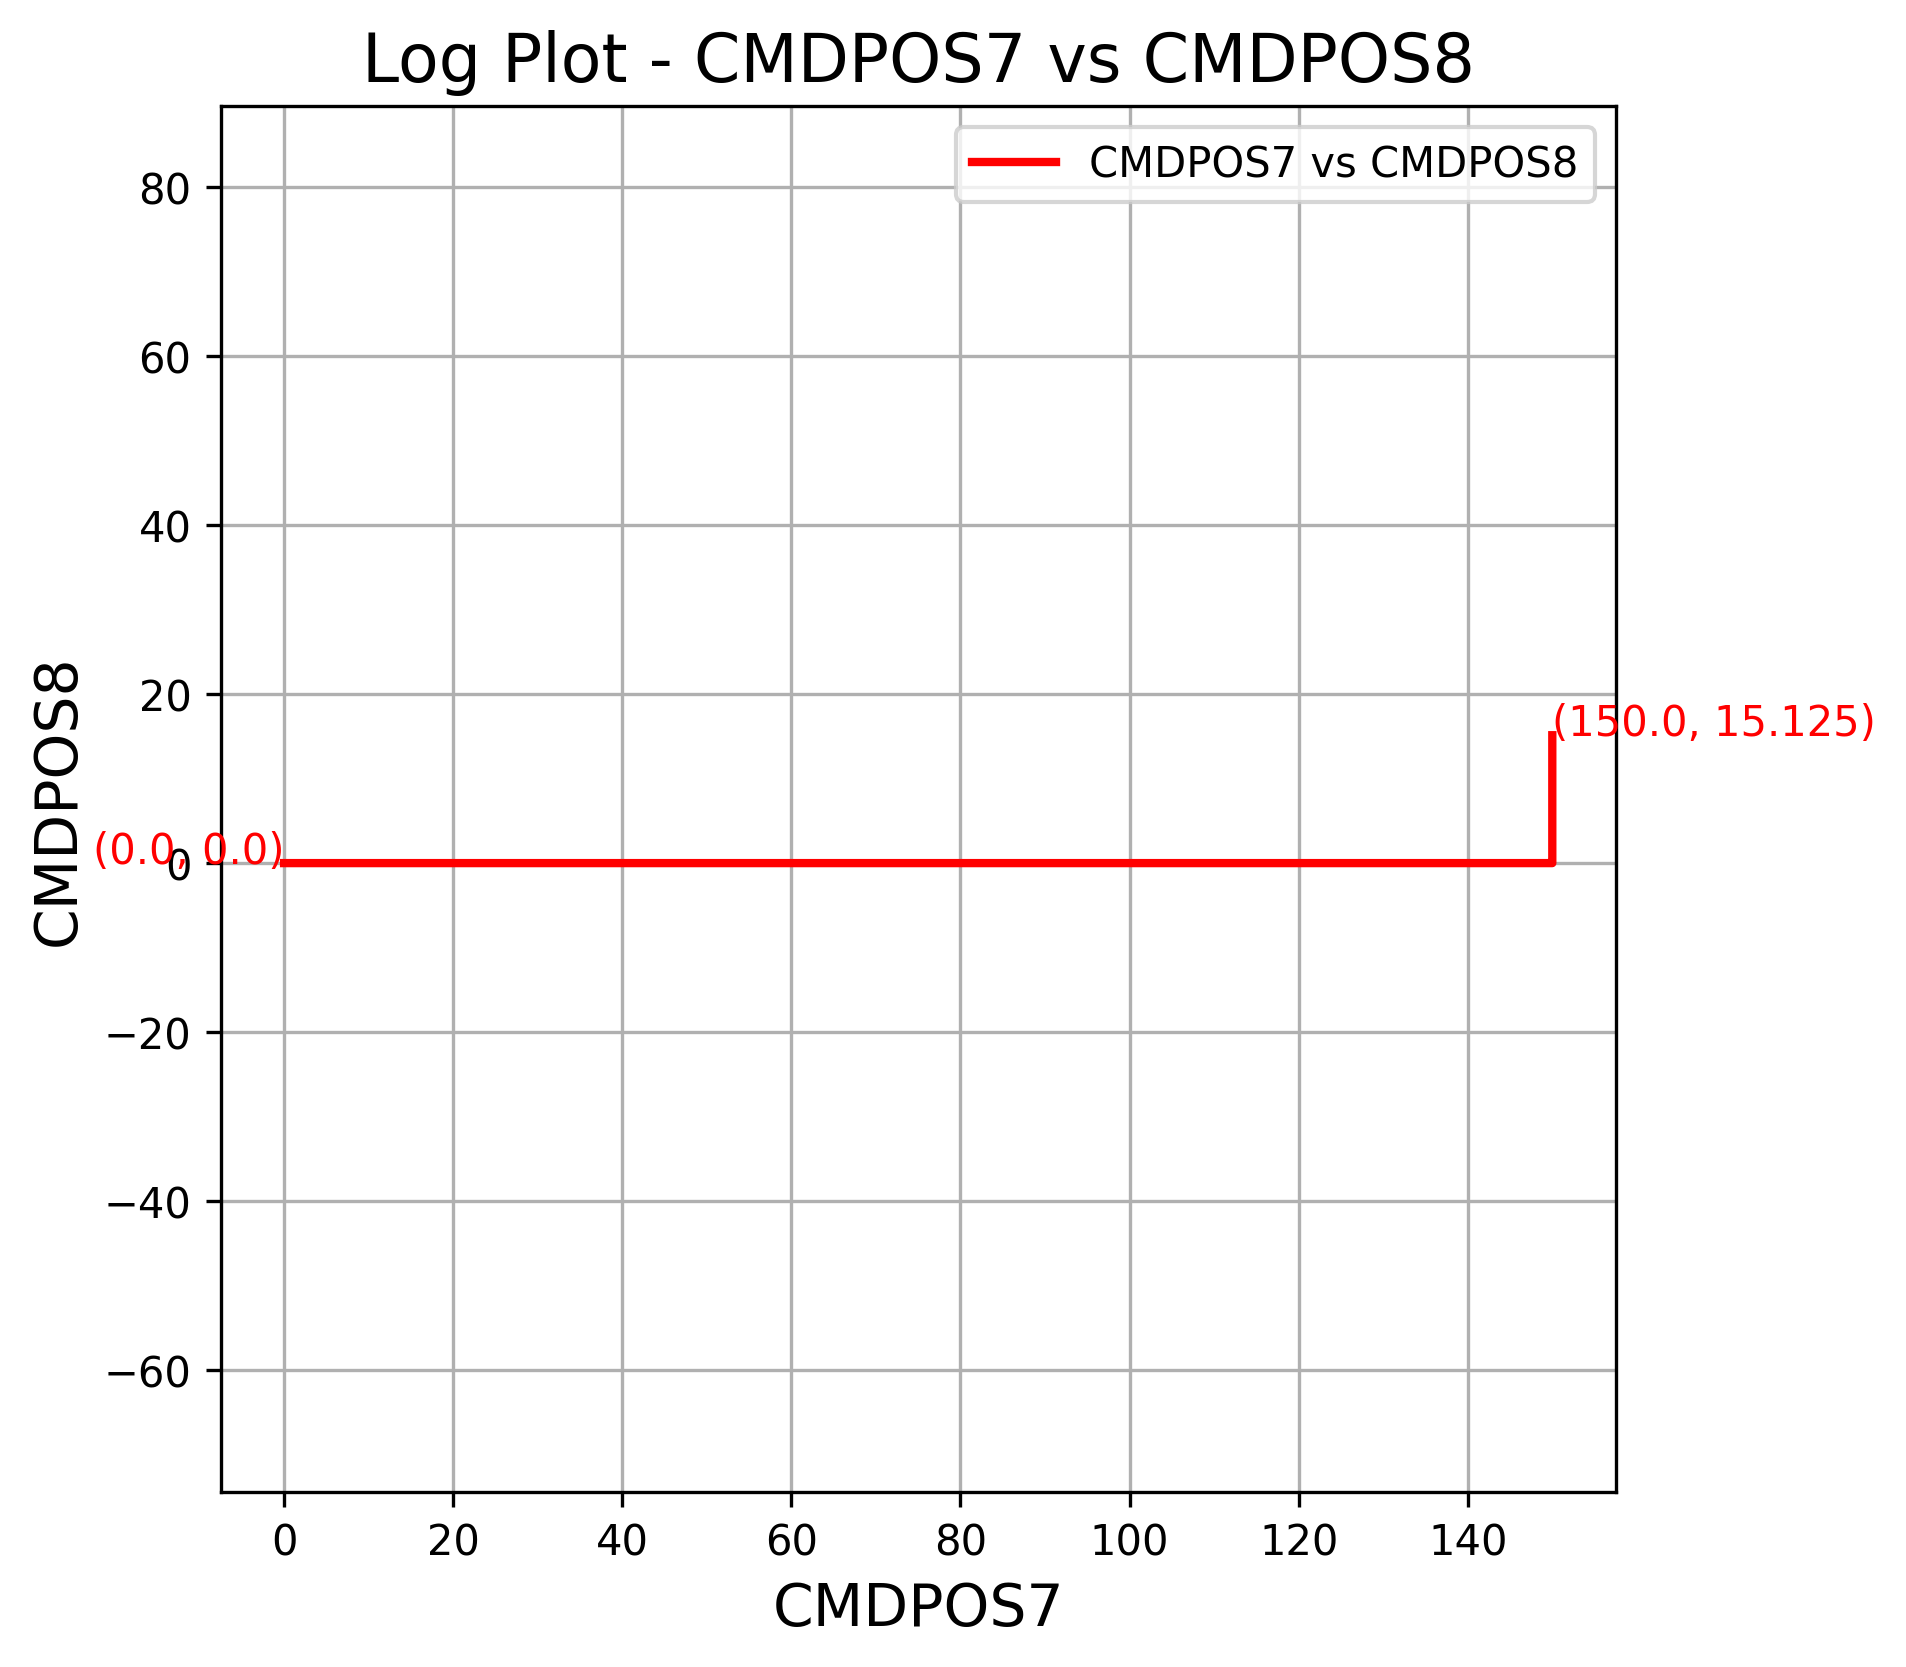 Log Plot - CMDPOS7 vs CMDPOS8
CMDPOS7 vs CMDPOS8
80
60
40
20
(150.0, 15.125)
(0.0, 0.0)
0
−20
−40
−60
CMDPOS8
0 20 40 60 80 100 120 140
CMDPOS7